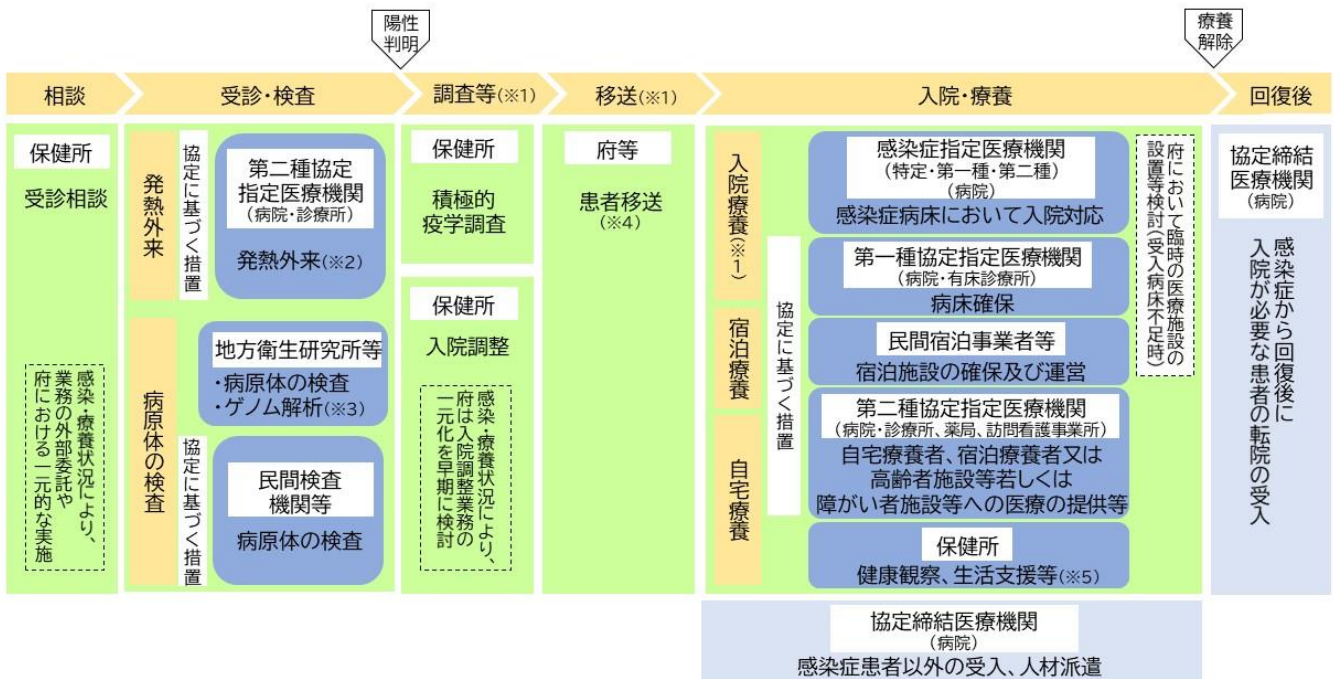 陽性
判明
療養
解除
相談
受診・検査
調査等(※1)
移送(※1)
入院・療養
回復後
保健所
受診相談
感染・療養状況により、
業務の外部委託や
府における一元的な実施
発熱外来
協定に基づく措置
第二種協定
指定医療機関
(病院・診療所)
発熱外来(※2)
病原体の検査
地方衛生研究所等
・病原体の検査
・ゲノム解析(※3)
協定に基づく措置
民間検査
機関等
病原体の検査
保健所
積極的
疫学調査
保健所
入院調整
感染・療養状況により、
府は入院調整業務の
一元化を早期に検討
府等
患者移送
(※4)
入院療養(※1)
宿泊療養
自宅療養
協定に基づく措置
感染症指定医療機関
(特定・第一種・第二種)
(病院)
感染症病床において入院対応
第一種協定指定医療機関
(病院・有床診療所)
病床確保
民間宿泊事業者等
宿泊施設の確保及び運営
第二種協定指定医療機関
(病院・診療所、薬局、訪問看護事業所)
自宅療養者、宿泊療養者又は
高齢者施設等若しくは
障がい者施設等への医療の提供等
保健所
健康観察、生活支援等(※5)
府において臨時の医療施設の
設置等検討(受入病床不足時)
協定締結医療機関
(病院)
感染症患者以外の受入、人材派遣
協定締結
医療機関
(病院)
感染症から回復後に
入院が必要な患者の転院の受入